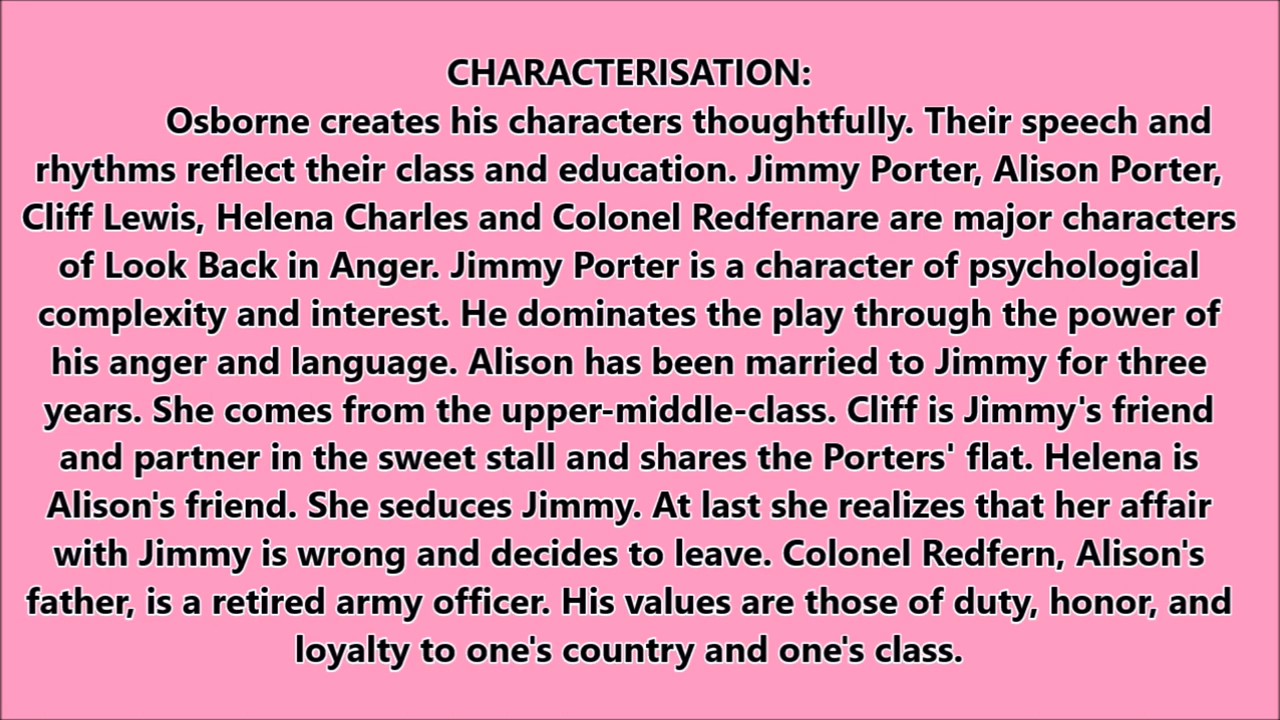 CHARACTERISATION:
Osborne creates his characters thoughtfully. Their speech and
rhythms reflect their class and education. Jimmy Porter, Alison Porter,
Cliff Lewis, Helena Charles and Colonel Redfernare are major characters
of Look Back in Anger. Jimmy Porter is a character of psychological
complexity and interest. He dominates the play through the power of
his anger and language. Alison has been married to Jimmy for three
years. She comes from the upper-middle-class. Cliff is Jimmy's friend
and partner in the sweet stall and shares the Porters' flat. Helena is
Alison's friend. She seduces Jimmy. At last she realizes that her affair
with Jimmy is wrong and decides to leave. Colonel Redfern, Alison's
father, is a retired army officer. His values are those of duty, honor, and
loyalty to one's country and one's class.